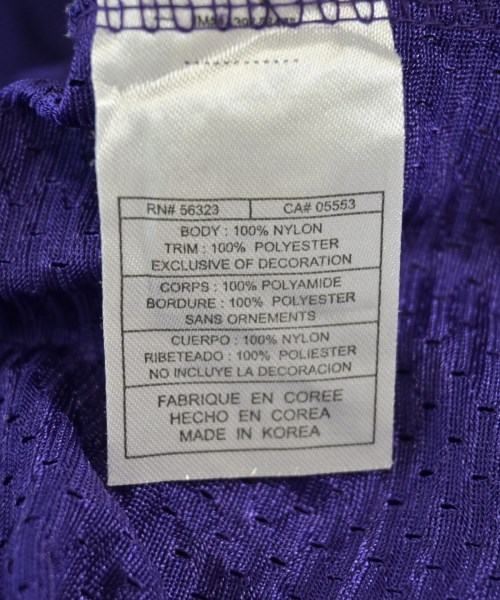 RN# 56323 CA# 05553
BODY : 100% NYLON
TRIM : 100% POLYESTER
EXCLUSIVE OF DECORATION
CORPS : 100% POLYAMIDE
BORDURE : 100% POLYESTER
SANS ORNEMENTS
CUERPO : 100% NYLON
RIBETEADO : 100% POLIESTER
NO INCLUYE LA DECORACION
FABRIQUE EN COREE
HECHO EN COREA
MADE IN KOREA